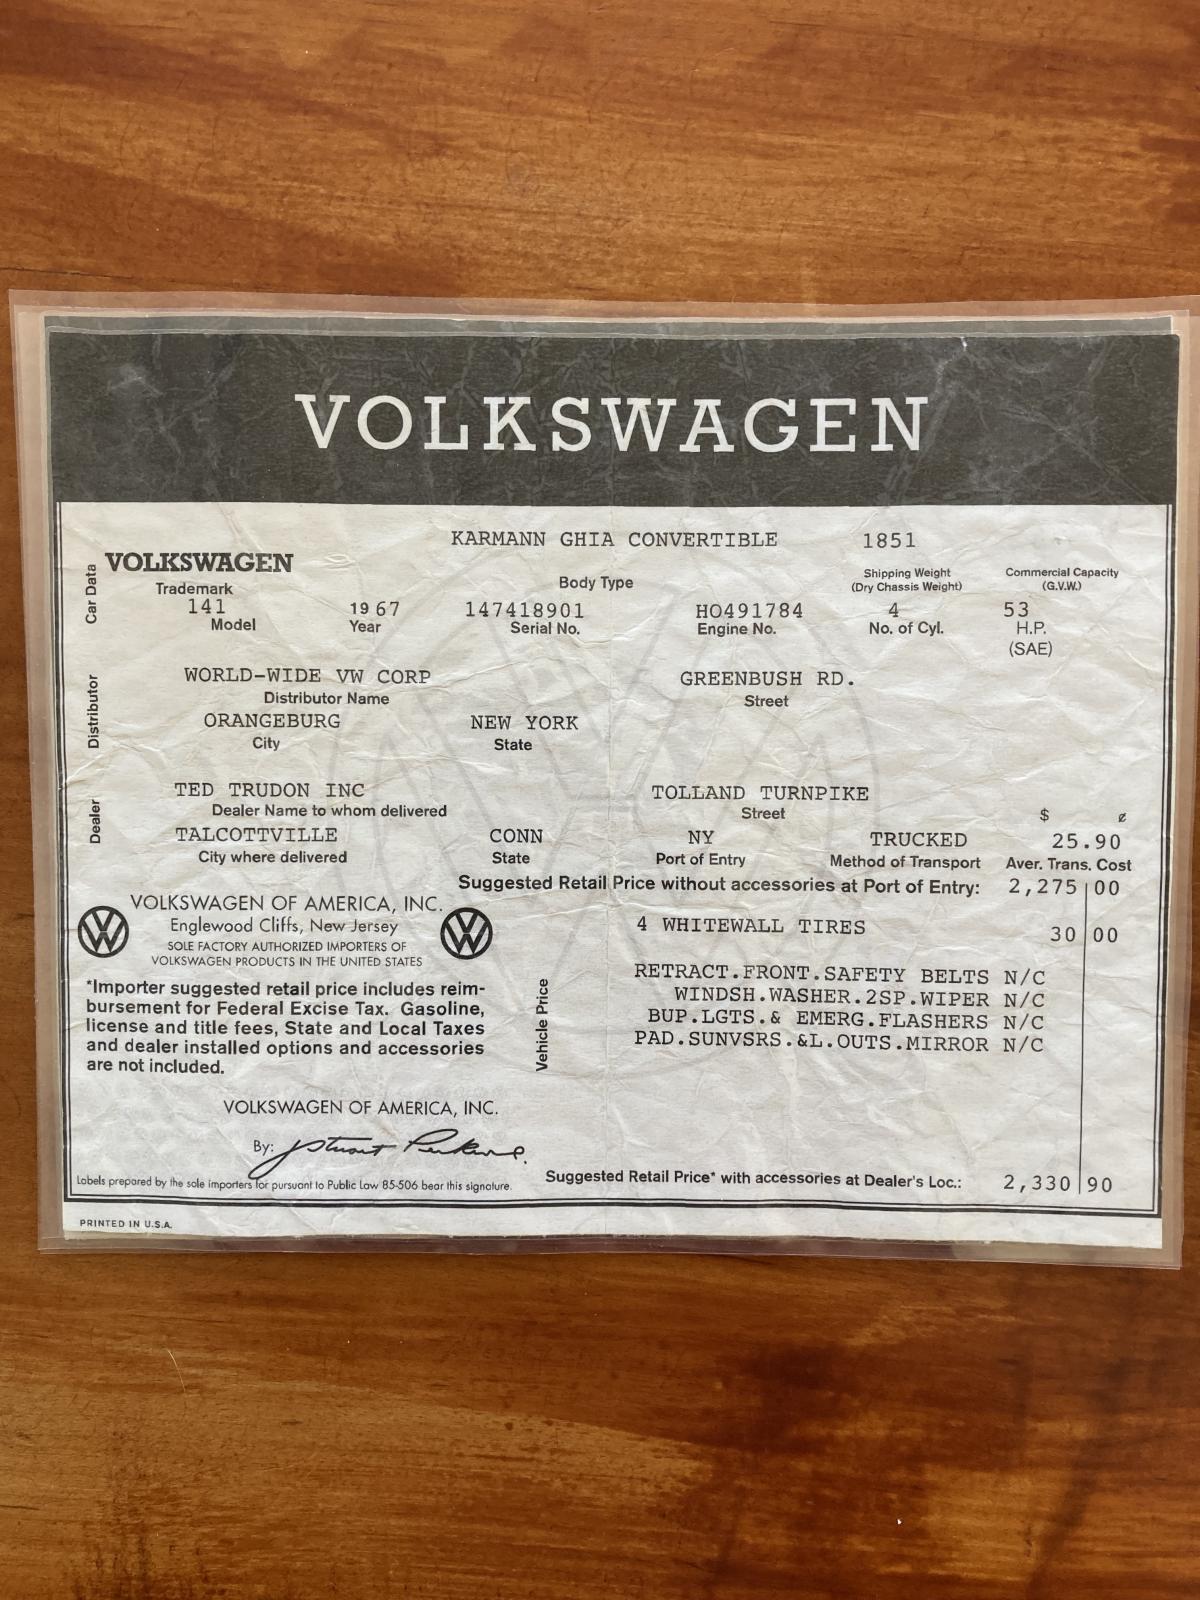 VOLKSWAGEN
KARMANN GHIA CONVERTIBLE 1851
Car Data
VOLKSWAGEN
Trademark Body Type Shipping Weight (Dry Chassis Weight) Commercial Capacity (G.V.W.)
141 1967 147418901 HO491784 4 53
Model Year Serial No. Engine No. No. of Cyl. H.P. (SAE)
Distributor
WORLD-WIDE VW CORP GREENBUSH RD.
Distributor Name Street
ORANGEBURG NEW YORK
City State
Dealer
TED TRUDON INC TOLLAND TURNPIKE
Dealer Name to whom delivered Street $ ¢
TALCOTTVILLE CONN NY TRUCKED 25.90
City where delivered State Port of Entry Method of Transport Aver. Trans. Cost
Suggested Retail Price without accessories at Port of Entry: 2,275 00
VOLKSWAGEN OF AMERICA, INC.
Englewood Cliffs, New Jersey
SOLE FACTORY AUTHORIZED IMPORTERS OF
VOLKSWAGEN PRODUCTS IN THE UNITED STATES
*Importer suggested retail price includes reim-
bursement for Federal Excise Tax. Gasoline,
license and title fees, State and Local Taxes
and dealer installed options and accessories
are not included.
Vehicle Price
4 WHITEWALL TIRES 30 00
RETRACT.FRONT.SAFETY BELTS N/C
WINDSH.WASHER.2SP.WIPER N/C
BUP.LGTS.& EMERG.FLASHERS N/C
PAD.SUNVSRS.&L.OUTS.MIRROR N/C
VOLKSWAGEN OF AMERICA, INC.
By: J Stuart Perkins.
Labels prepared by the sole importers for pursuant to Public Law 85-506 bear this signature.
Suggested Retail Price* with accessories at Dealer's Loc.: 2,330 90
PRINTED IN U.S.A.